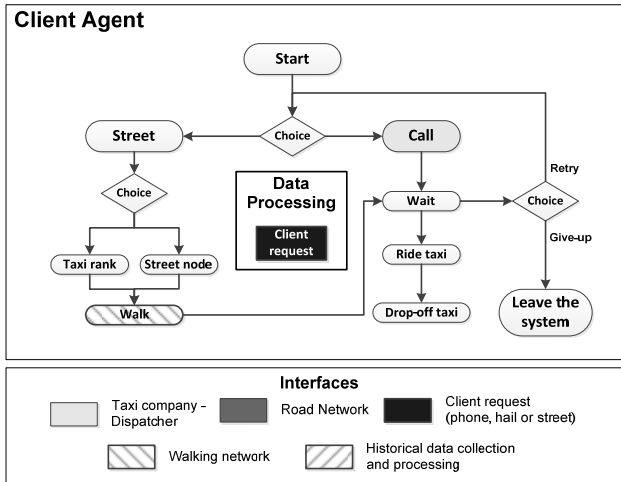 Client Agent
Start
Street
Choice
Call
Choice
Data
Processing
Client
request
Wait
Retry
Choice
Give-up
Taxi rank
Street node
Ride taxi
Walk
Drop-off taxi
Leave the
system
Interfaces
Taxi company -
Dispatcher
Road Network
Client request
(phone, hail or street)
Walking network
Historical data collection
and processing